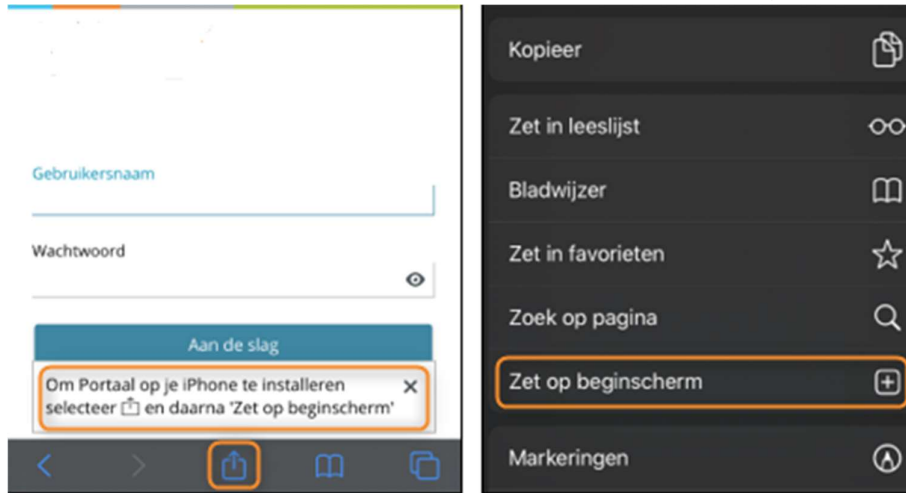 Gebruikersnaam
Wachtwoord
Aan de slag
Om Portaal op je iPhone te installeren
selecteer en daarna 'Zet op beginscherm'
Kopieer
Zet in leeslijst
Bladwijzer
Zet in favorieten
Zoek op pagina
Zet op beginscherm
Markeringen